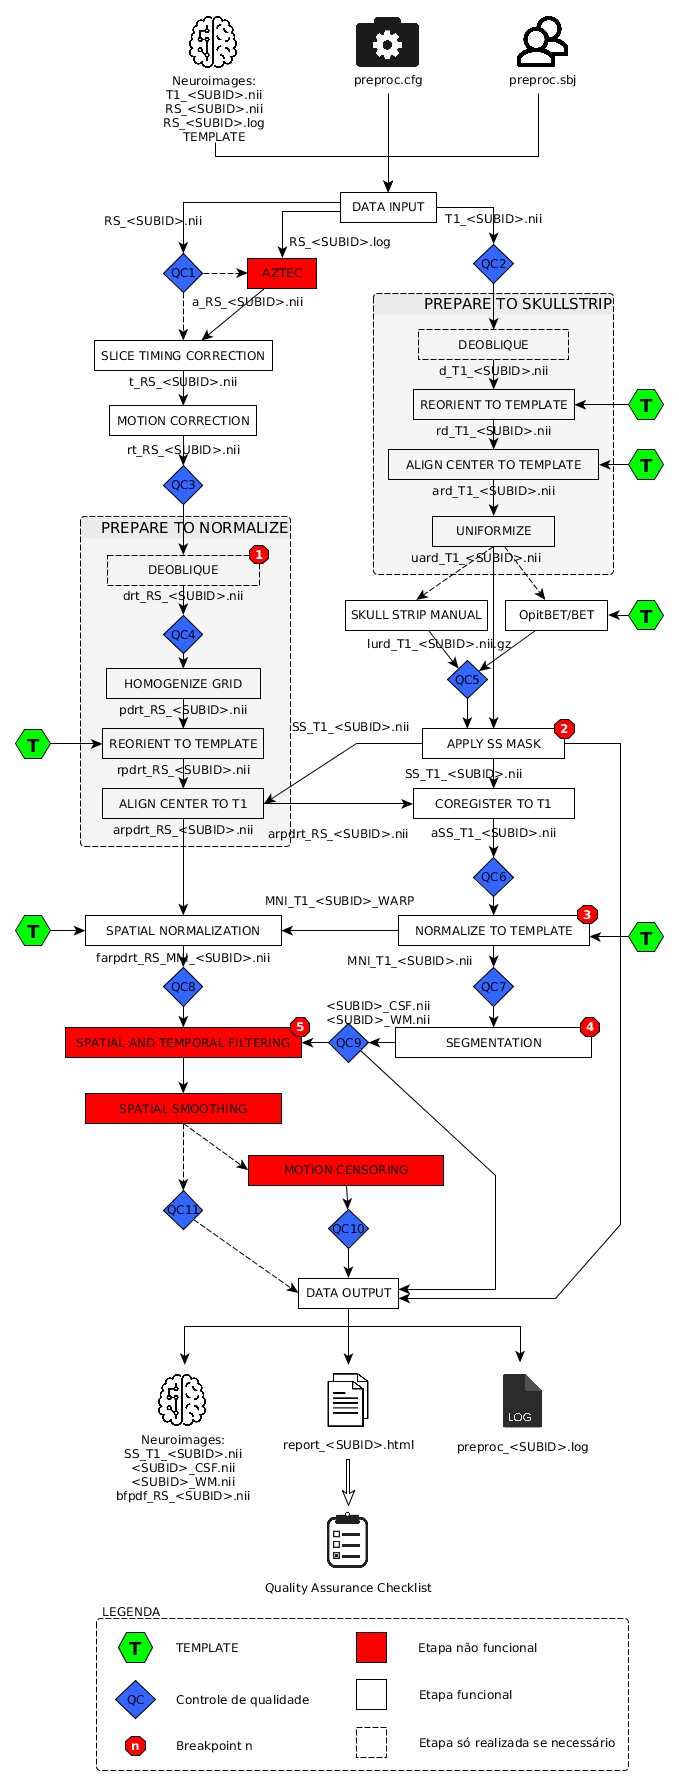 Neuroimages:
T1_<SUBID>.nii
RS_<SUBID>.nii
RS_<SUBID>.log
TEMPLATE
preproc.cfg
preproc.sbj
DATA INPUT
RS_<SUBID>.nii
T1_<SUBID>.nii
RS_<SUBID>.log
QC1
AZTEC
QC2
a_RS_<SUBID>.nii
PREPARE TO SKULLSTRIP
SLICE TIMING CORRECTION
DEOBLIQUE
t_RS_<SUBID>.nii
d_T1_<SUBID>.nii
MOTION CORRECTION
REORIENT TO TEMPLATE
T
rt_RS_<SUBID>.nii
rd_T1_<SUBID>.nii
ALIGN CENTER TO TEMPLATE
T
QC3
ard_T1_<SUBID>.nii
PREPARE TO NORMALIZE
UNIFORMIZE
1
DEOBLIQUE
uard_T1_<SUBID>.nii
drt_RS_<SUBID>.nii
SKULL STRIP MANUAL
OpitBET/BET
T
QC4
lurd_T1_<SUBID>.nii.gz
HOMOGENIZE GRID
QC5
pdrt_RS_<SUBID>.nii
SS_T1_<SUBID>.nii
2
T
REORIENT TO TEMPLATE
APPLY SS MASK
rpdrt_RS_<SUBID>.nii
SS_T1_<SUBID>.nii
ALIGN CENTER TO T1
COREGISTER TO T1
arpdrt_RS_<SUBID>.nii
arpdrt_RS_<SUBID>.nii
aSS_T1_<SUBID>.nii
QC6
MNI_T1_<SUBID>_WARP
3
T
SPATIAL NORMALIZATION
NORMALIZE TO TEMPLATE
T
farpdrt_RS_MNI_<SUBID>.nii
MNI_T1_<SUBID>.nii
QC8
QC7
<SUBID>_CSF.nii
<SUBID>_WM.nii
5
4
SPATIAL AND TEMPORAL FILTERING
QC9
SEGMENTATION
SPATIAL SMOOTHING
MOTION CENSORING
QC11
QC10
DATA OUTPUT
LOG
Neuroimages:
SS_T1_<SUBID>.nii
<SUBID>_CSF.nii
<SUBID>_WM.nii
bfpdf_RS_<SUBID>.nii
report_<SUBID>.html
preproc_<SUBID>.log
Quality Assurance Checklist
LEGENDA
T
TEMPLATE
Etapa não funcional
QC
Controle de qualidade
Etapa funcional
n
Breakpoint n
Etapa só realizada se necessário